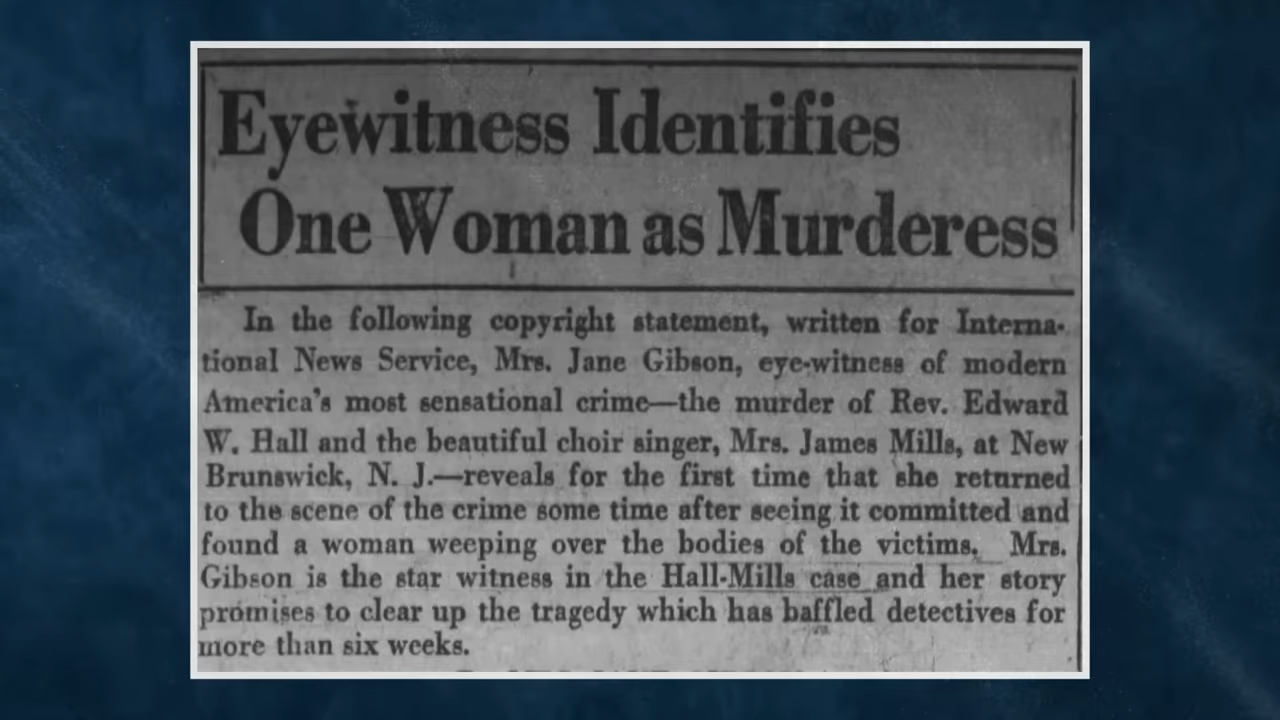 Eyewitness Identifies
One Woman as Murderess
In the following copyright statement, written for Interna-
tional News Service, Mrs. Jane Gibson, eye-witness of modern
America's most sensational crime—the murder of Rev. Edward
W. Hall and the beautiful choir singer, Mrs. James Mills, at New
Brunswick, N. J.—reveals for the first time that she returned
to the scene of the crime some time after seeing it committed and
found a woman weeping over the bodies of the victims. Mrs.
Gibson is the star witness in the Hall-Mills case and her story
promises to clear up the tragedy which has baffled detectives for
more than six weeks.